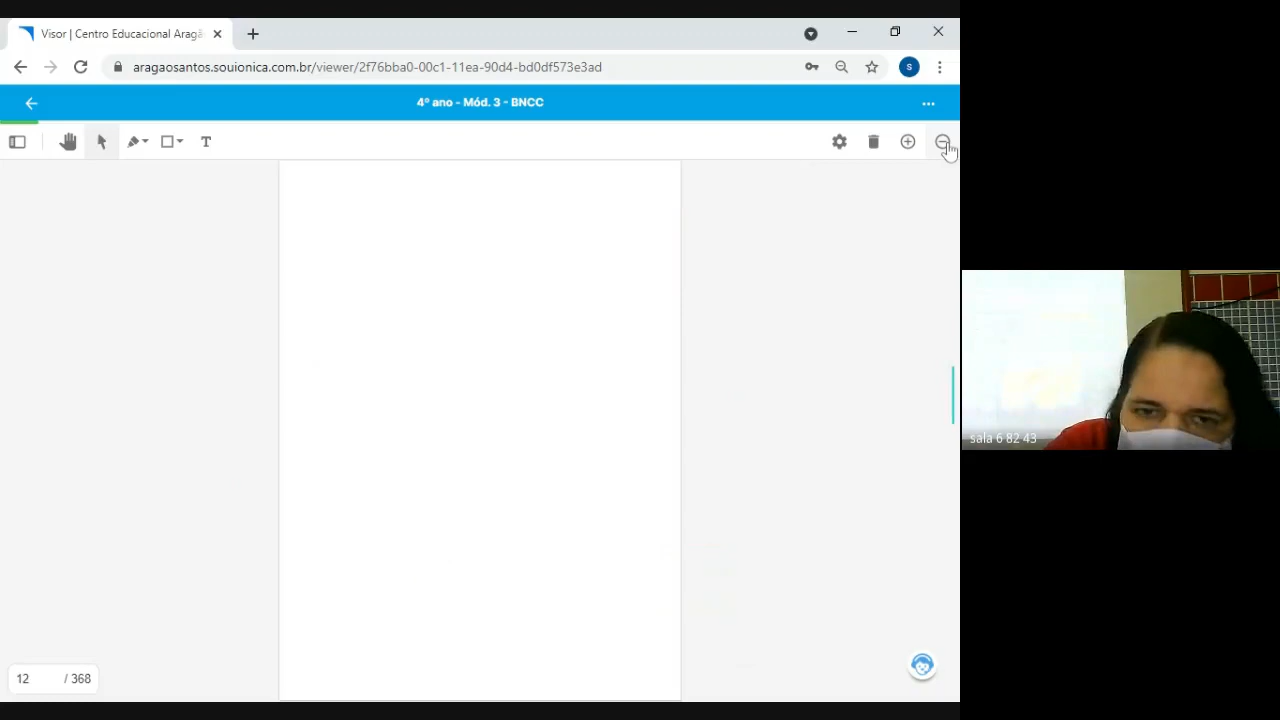 Visor | Centro Educacional Aragã
aragaosantos.souionica.com.br/viewer/2f76bba0-00c1-11ea-90d4-bd0df573e3ad
S
4º ano - Mód. 3 - BNCC
T
sala 6 82 43
12 / 368